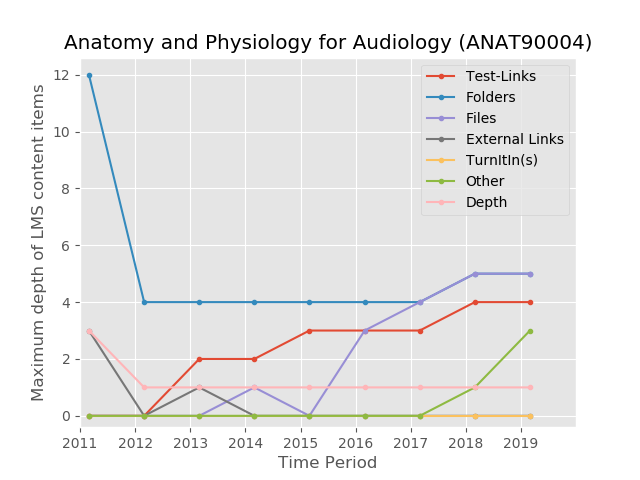 Anatomy and Physiology for Audiology (ANAT90004)
Maximum depth of LMS content items
12
10
8
6
4
2
0
Test-Links
Folders
Files
External Links
TurnItIn(s)
Other
Depth
2011 2012 2013 2014 2015 2016 2017 2018 2019
Time Period